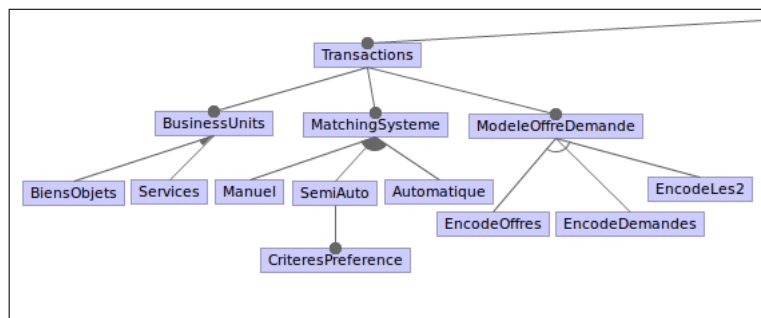 Transactions
BusinessUnits
MatchingSysteme
ModeleOffreDemande
BiensObjets
Services
Manuel
SemiAuto
Automatique
EncodeLes2
EncodeOffres
EncodeDemandes
CriteresPreference